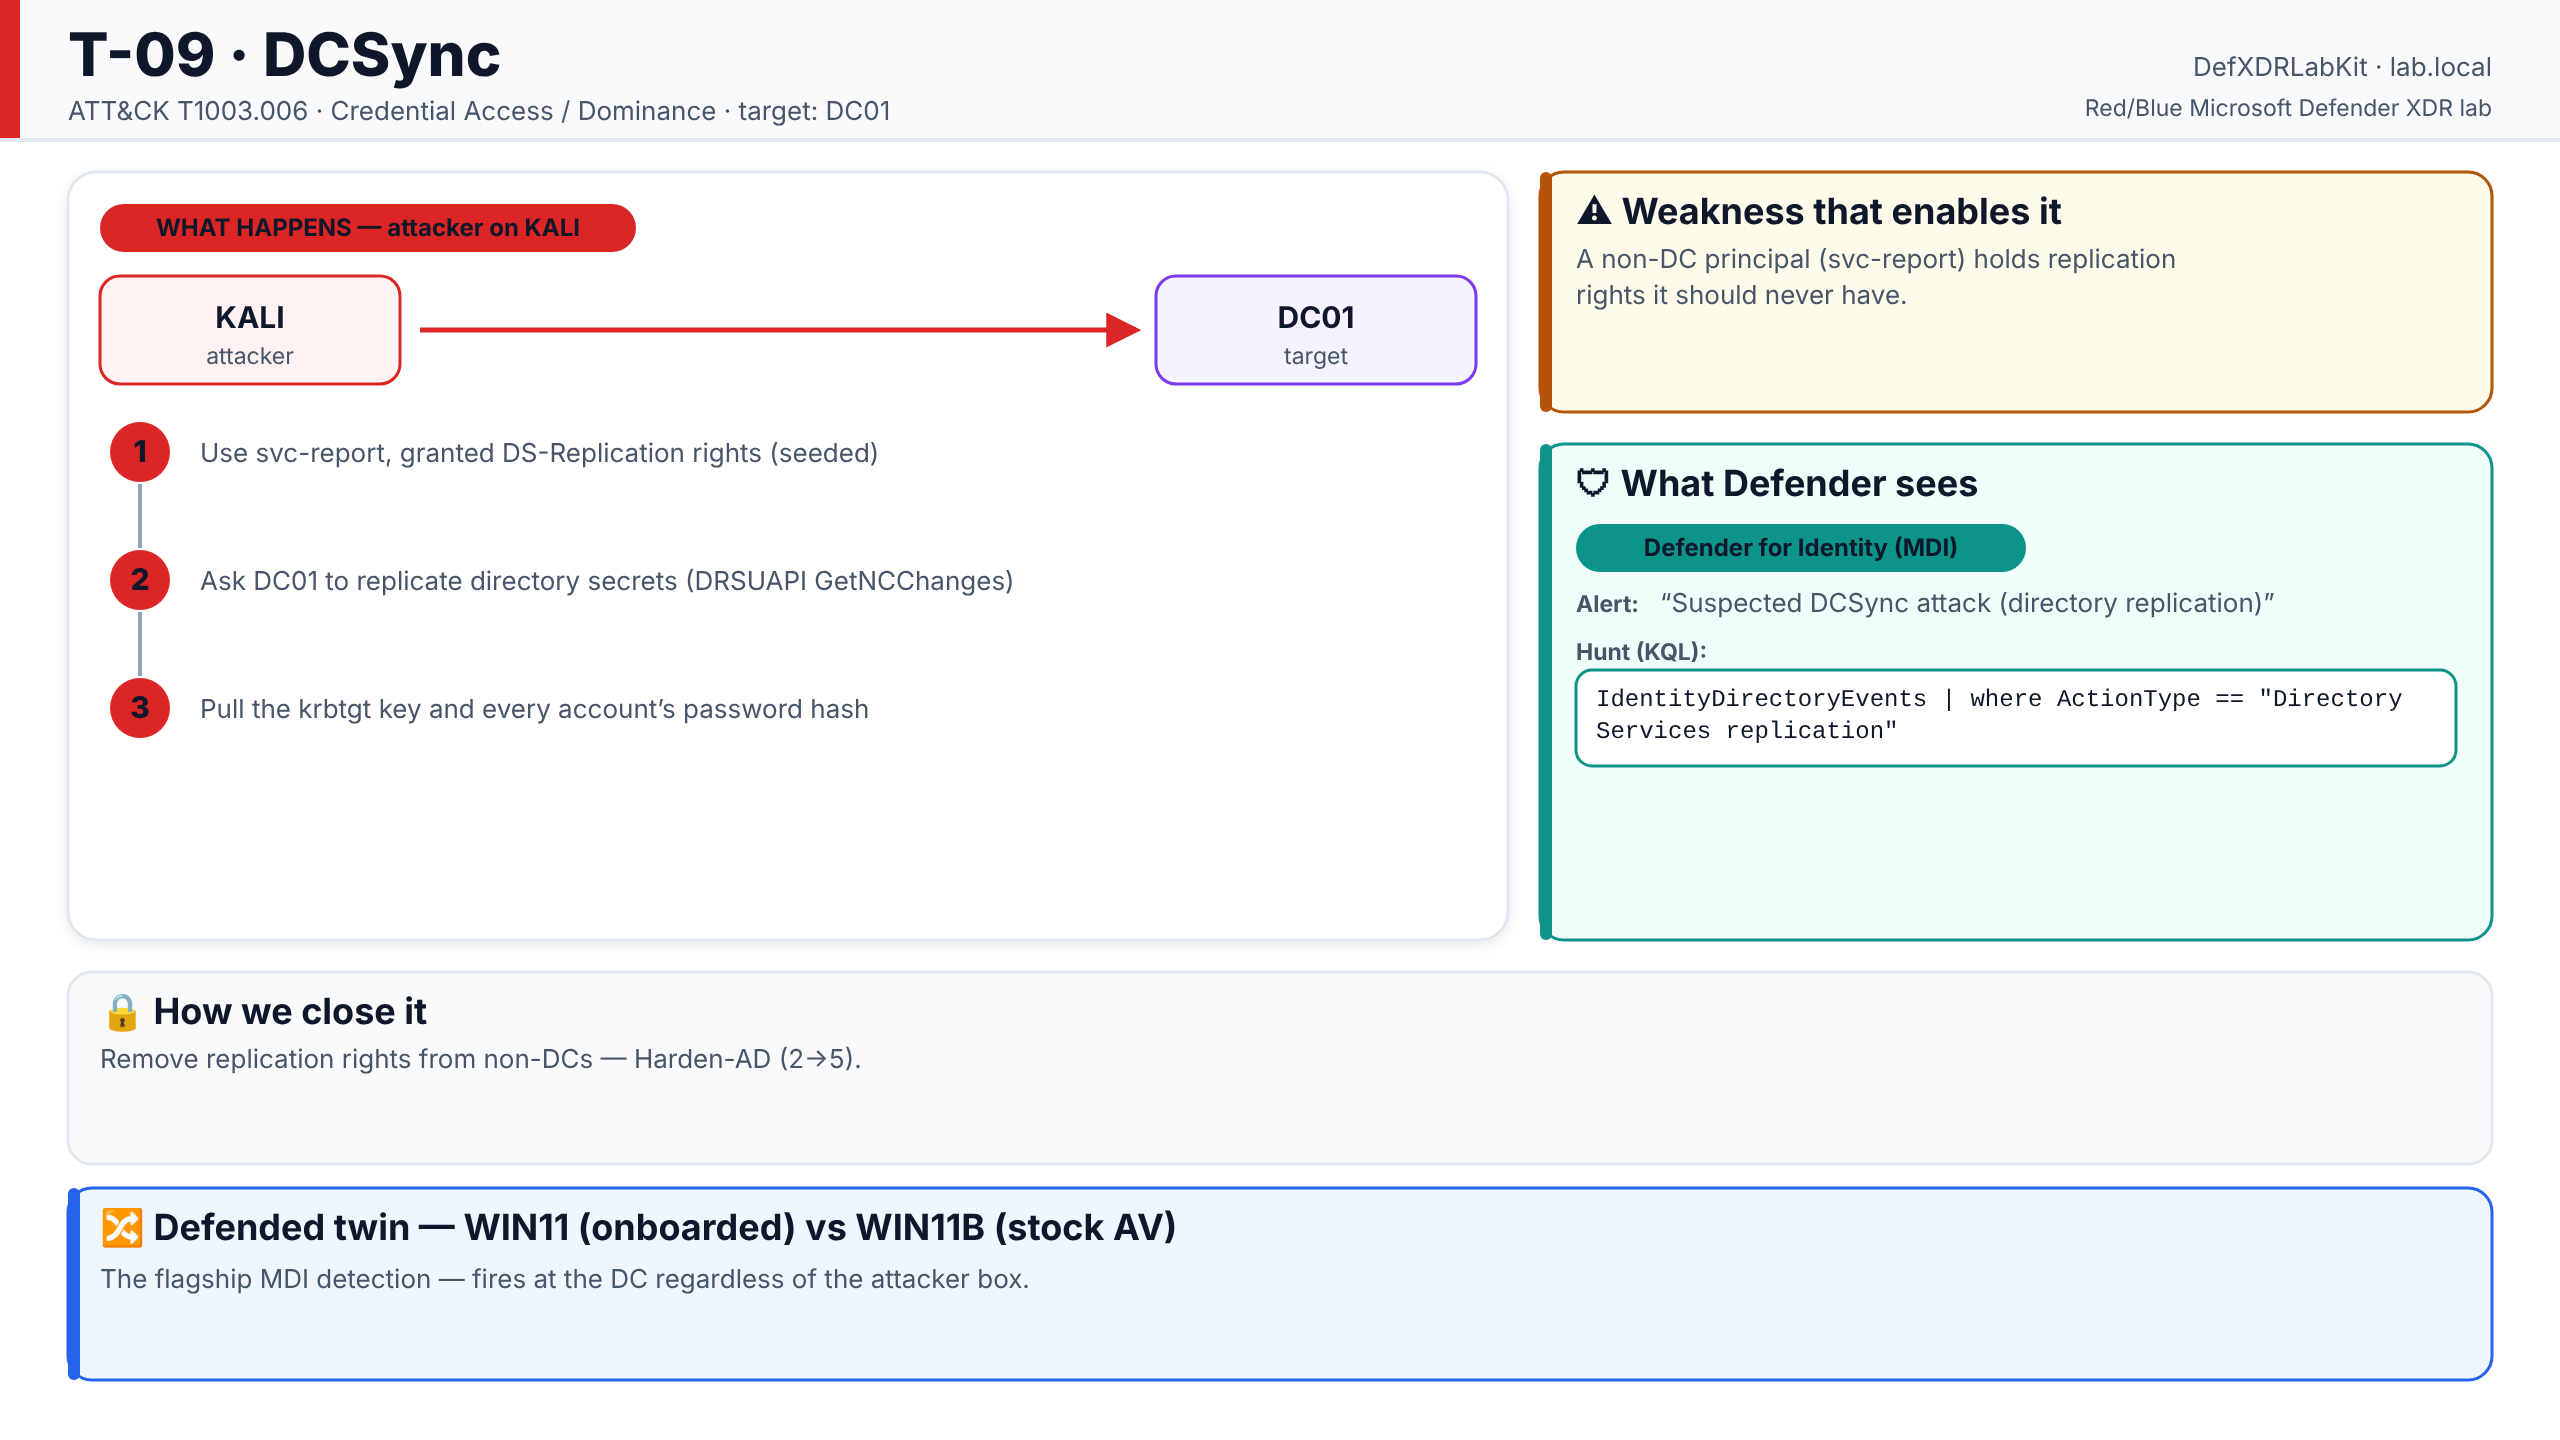 T-09 · DCSync
ATT&CK T1003.006 · Credential Access / Dominance · target: DC01
DefXDRLabKit · lab.local
Red/Blue Microsoft Defender XDR lab
WHAT HAPPENS — attacker on KALI
KALI
attacker
DC01
target
1 Use svc-report, granted DS-Replication rights (seeded)
2 Ask DC01 to replicate directory secrets (DRSUAPI GetNCChanges)
3 Pull the krbtgt key and every account’s password hash
⚠ Weakness that enables it
A non-DC principal (svc-report) holds replication
rights it should never have.
🛡 What Defender sees
Defender for Identity (MDI)
Alert: “Suspected DCSync attack (directory replication)”
Hunt (KQL):
IdentityDirectoryEvents | where ActionType == "Directory
Services replication"
🔒 How we close it
Remove replication rights from non-DCs — Harden-AD (2→5).
🔀 Defended twin — WIN11 (onboarded) vs WIN11B (stock AV)
The flagship MDI detection — fires at the DC regardless of the attacker box.